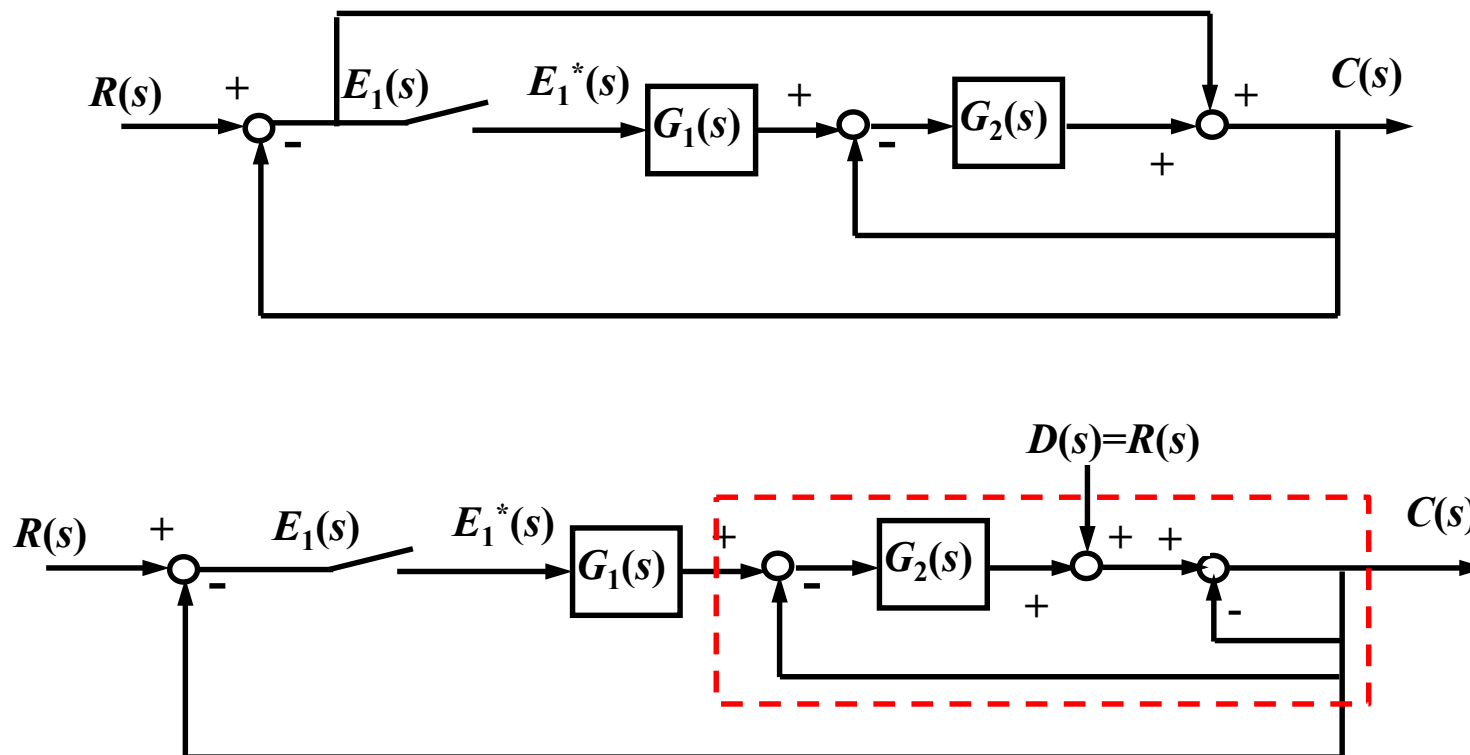 R(s)
+
-
E₁(s)
E₁*(s)
G₁(s)
+
-
G₂(s)
+
+
C(s)
D(s)=R(s)
R(s)
+
-
E₁(s)
E₁*(s)
G₁(s)
+
-
G₂(s)
+
+
+
-
C(s)